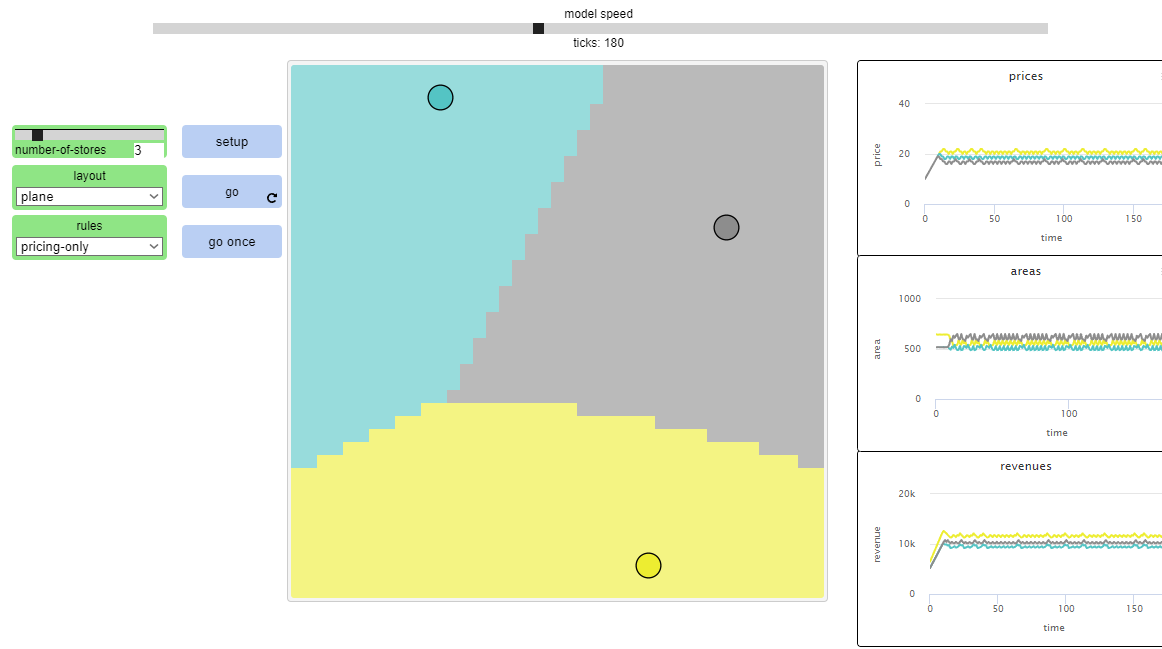 model speed
ticks: 180
number-of-stores 3
layout
plane
rules
pricing-only
setup
go
go once
prices
price
40
20
0
0 50 100 150
time
areas
area
1000
500
0
0 100
time
revenues
revenue
20k
10k
0
0 50 100 150
time